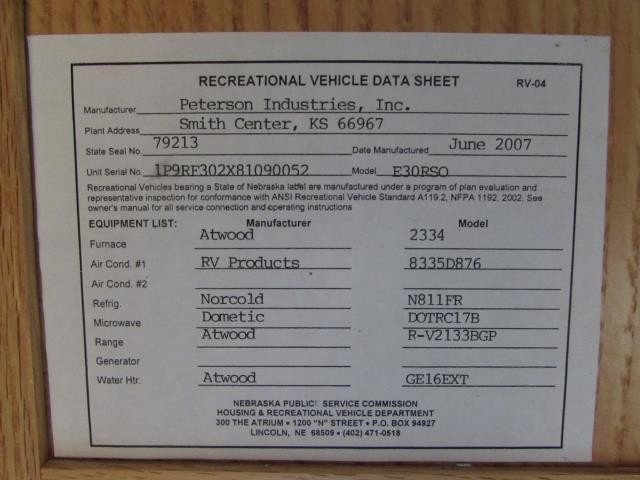 RECREATIONAL VEHICLE DATA SHEET RV-04
Manufacturer Peterson Industries, Inc.
Plant Address Smith Center, KS 66967
State Seal No. 79213 Date Manufactured June 2007
Unit Serial No. 1P9RF302X81090052 Model E30RSO
Recreational Vehicles bearing a State of Nebraska label are manufactured under a program of plan evaluation and
representative inspection for conformance with ANSI Recreational Vehicle Standard A119.2, NFPA 1192, 2002. See
owner's manual for all service connection and operating instructions
EQUIPMENT LIST: Manufacturer Model
Furnace Atwood 2334
Air Cond. #1 RV Products 8335D876
Air Cond. #2
Refrig. Norcold N811FR
Microwave Dometic DOTRC17B
Range Atwood R-V2133BGP
Generator
Water Htr. Atwood GE16EXT
NEBRASKA PUBLIC SERVICE COMMISSION
HOUSING & RECREATIONAL VEHICLE DEPARTMENT
300 THE ATRIUM • 1200 "N" STREET • P.O. BOX 94927
LINCOLN, NE 68509 • (402) 471-0518